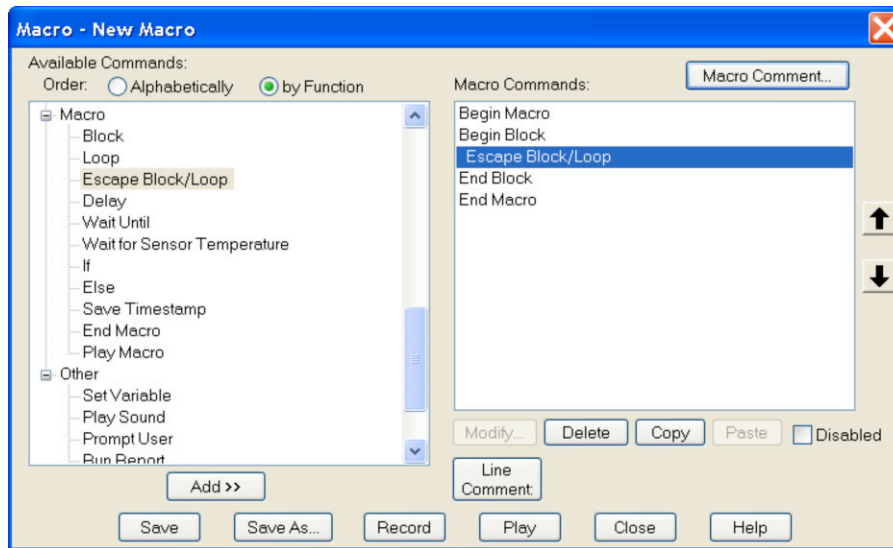 Macro - New Macro
Available Commands:
Order: Alphabetically by Function
Macro
Block
Loop
Escape Block/Loop
Delay
Wait Until
Wait for Sensor Temperature
If
Else
Save Timestamp
End Macro
Play Macro
Other
Set Variable
Play Sound
Prompt User
Run Report
Add >>
Macro Commands:
Macro Comment...
Begin Macro
Begin Block
Escape Block/Loop
End Block
End Macro
Modify... Delete Copy Paste Disabled
Line
Comment:
Save Save As... Record Play Close Help